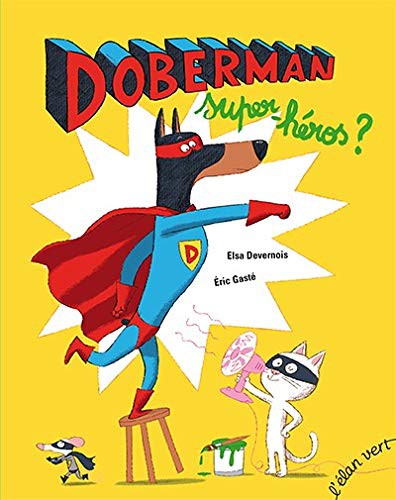 DOBERMAN
super-héros?
D
Elsa Devernois
Éric Gasté
l'élan vert